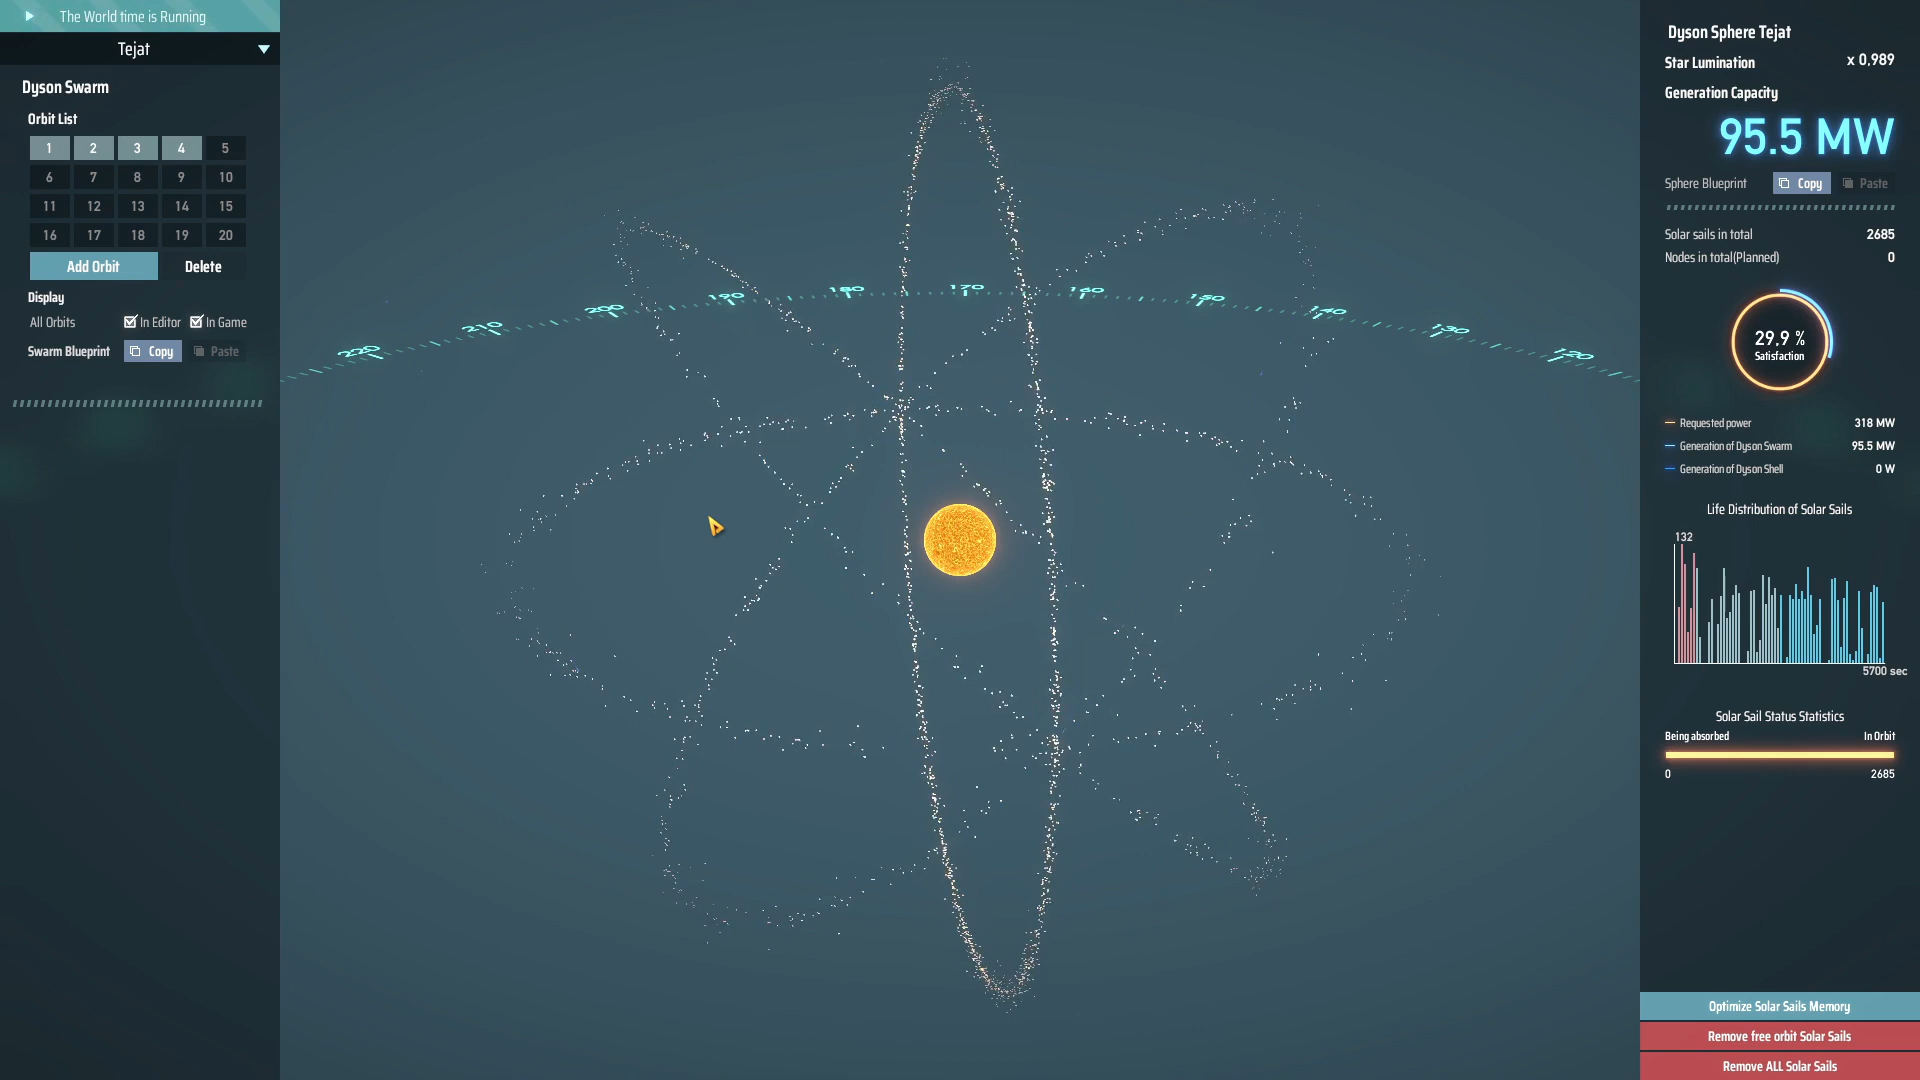 The World time is Running
Tejat
Dyson Swarm
Orbit List
1 2 3 4 5
6 7 8 9 10
11 12 13 14 15
16 17 18 19 20
Add Orbit Delete
Display
All Orbits In Editor In Game
Swarm Blueprint Copy Paste
220 210 200 190 180 170 160 150 140 130 120
Dyson Sphere Tejat
Star Lumination x 0,989
Generation Capacity
95.5 MW
Sphere Blueprint Copy Paste
Solar sails in total 2685
Nodes in total(Planned) 0
29,9 %
Satisfaction
Requested power 318 MW
Generation of Dyson Swarm 95.5 MW
Generation of Dyson Shell 0 W
Life Distribution of Solar Sails
132
5700 sec
Solar Sail Status Statistics
Being absorbed In Orbit
0 2685
Optimize Solar Sails Memory
Remove free orbit Solar Sails
Remove ALL Solar Sails